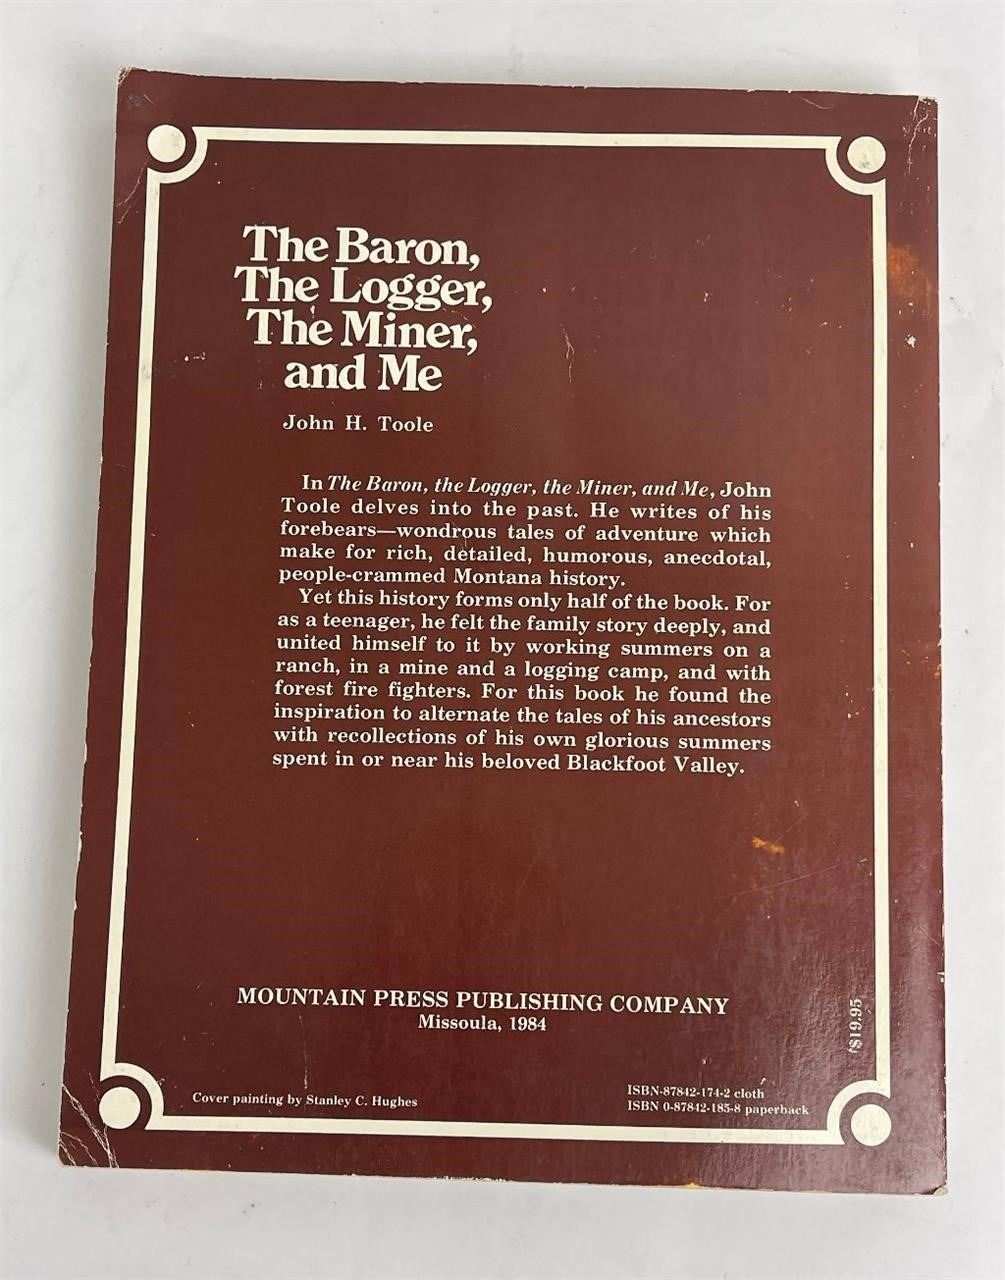 The Baron,
The Logger,
The Miner,
and Me
John H. Toole
In The Baron, the Logger, the Miner, and Me, John
Toole delves into the past. He writes of his
forebears—wondrous tales of adventure which
make for rich, detailed, humorous, anecdotal,
people-crammed Montana history.
Yet this history forms only half of the book. For
as a teenager, he felt the family story deeply, and
united himself to it by working summers on a
ranch, in a mine and a logging camp, and with
forest fire fighters. For this book he found the
inspiration to alternate the tales of his ancestors
with recollections of his own glorious summers
spent in or near his beloved Blackfoot Valley.
MOUNTAIN PRESS PUBLISHING COMPANY
Missoula, 1984
$19.95
Cover painting by Stanley C. Hughes
ISBN-87842-174-2 cloth
ISBN 0-87842-185-8 paperback